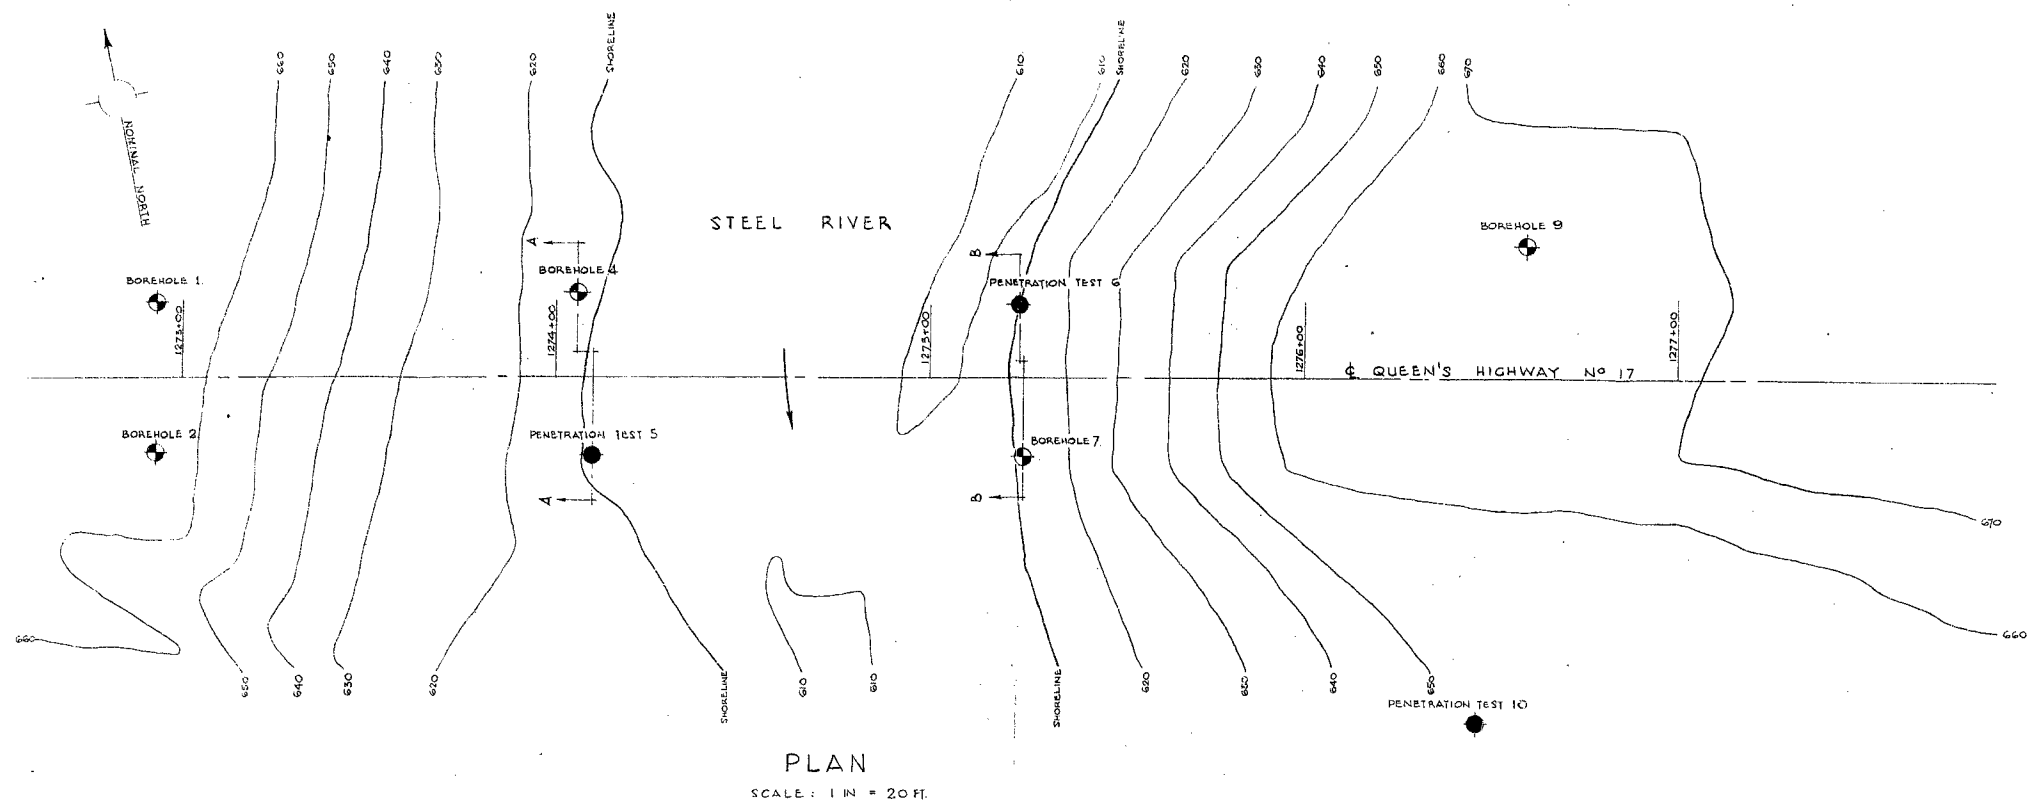 660
650
640
630
620
SHORELINE
610
610
SHORELINE
620
630
640
650
660
670
NOMINAL NORTH
STEEL RIVER
A
B
BOREHOLE 9
BOREHOLE 1
BOREHOLE 4
PENETRATION TEST 6
1273+00
1274+00
1275+00
1276+00
1277+00
℄ QUEEN'S HIGHWAY Nº 17
BOREHOLE 2
PENETRATION TEST 5
BOREHOLE 7
A
B
670
660
660
650
640
630
620
SHORELINE
610
610
SHORELINE
620
630
640
650
PENETRATION TEST 10
PLAN
SCALE: 1 IN = 20 FT.